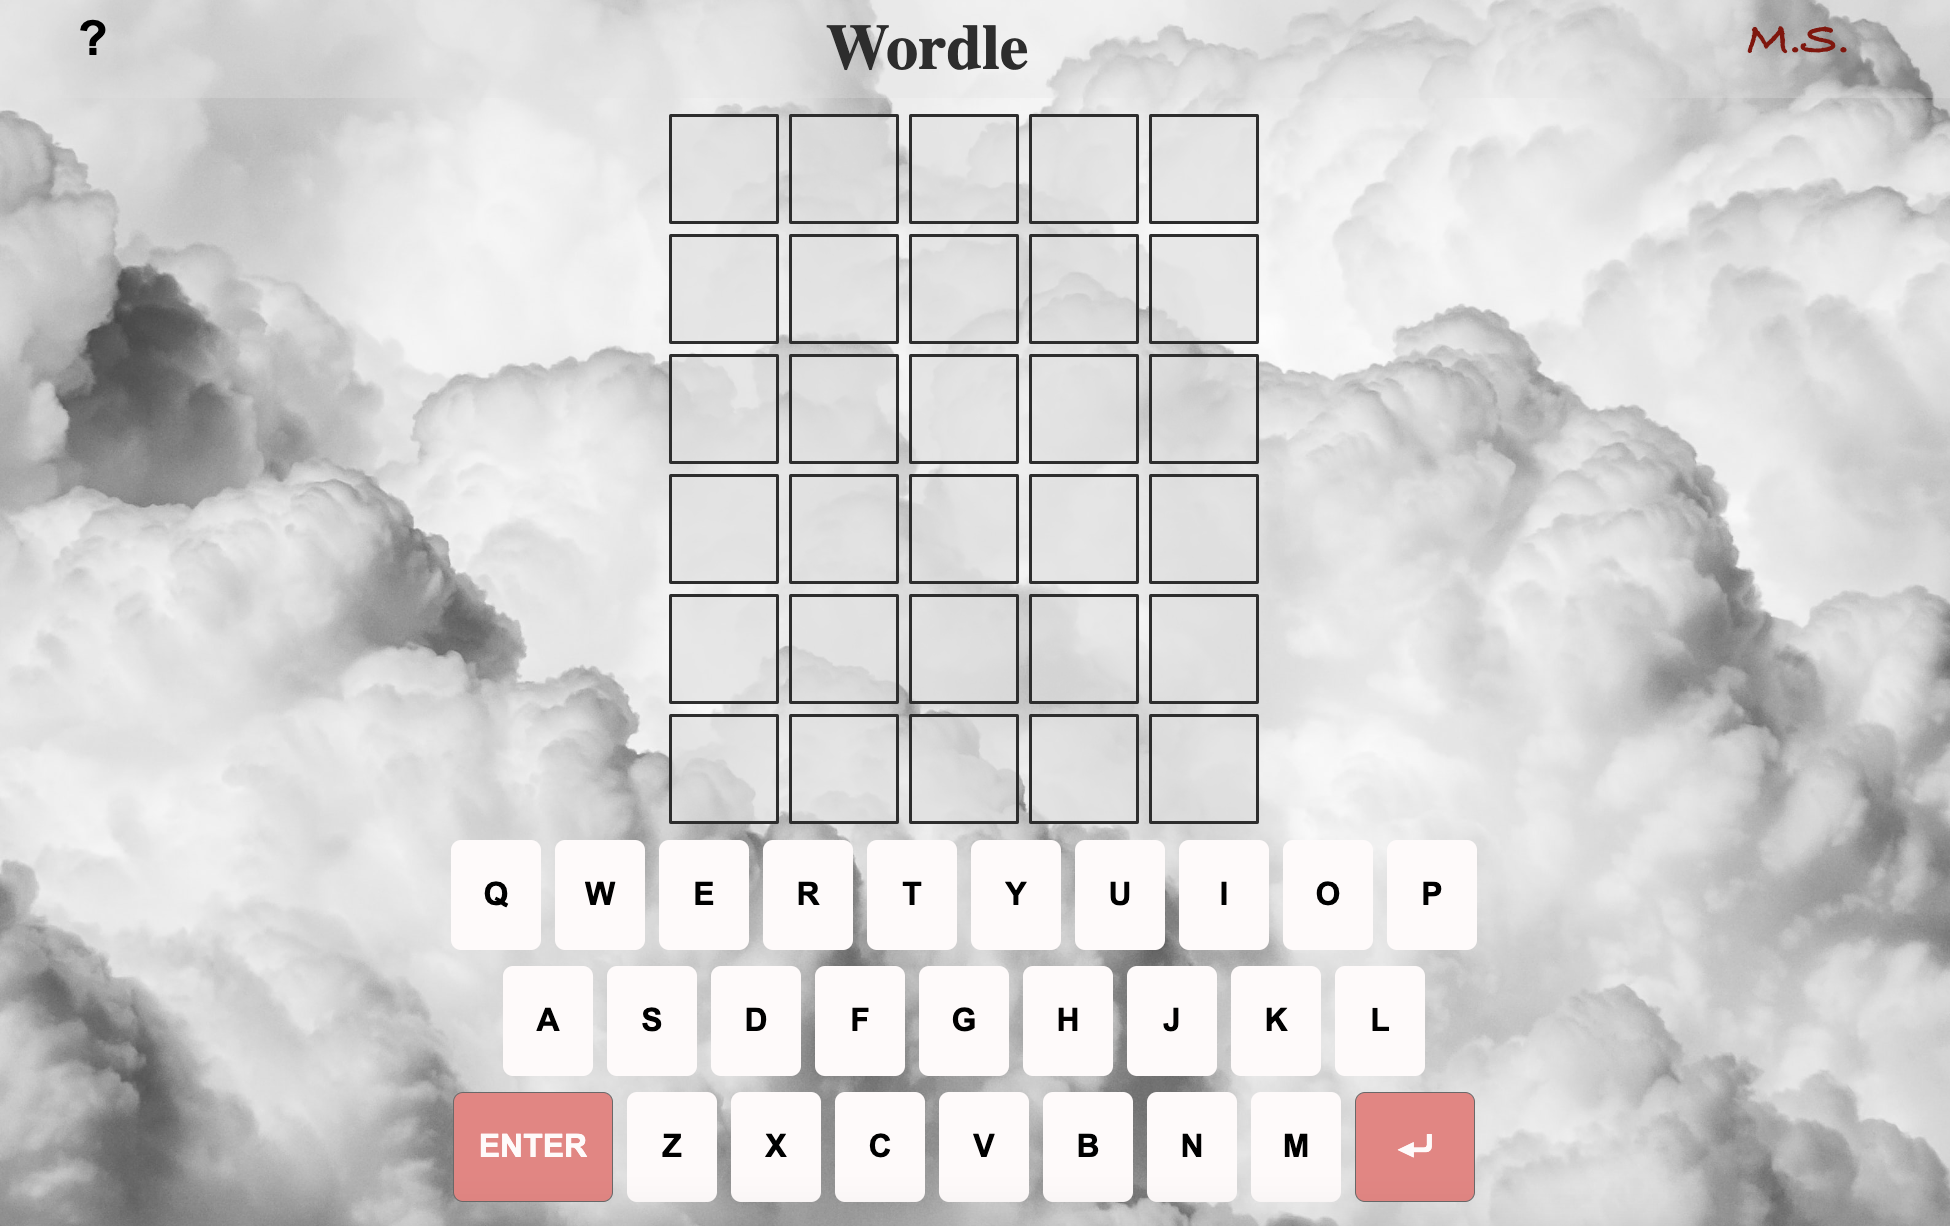 ? Wordle M.S.
Q W E R T Y U I O P
A S D F G H J K L
ENTER Z X C V B N M